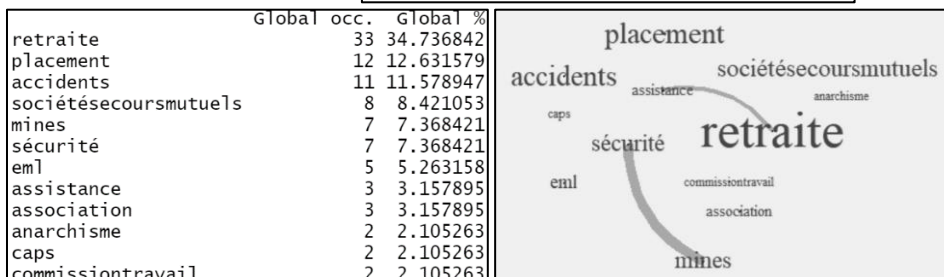 Global occ. Global %
retraite 33 34.736842
placement 12 12.631579
accidents 11 11.578947
sociétésecoursmutuels 8 8.421053
mines 7 7.368421
sécurité 7 7.368421
eml 5 5.263158
assistance 3 3.157895
association 3 3.157895
anarchisme 2 2.105263
caps 2 2.105263
commissiontravail 2 2.105263
placement
accidents
sociétésecoursmutuels
assistance
anarchisme
caps
retraite
sécurité
eml
commissiontravail
association
mines